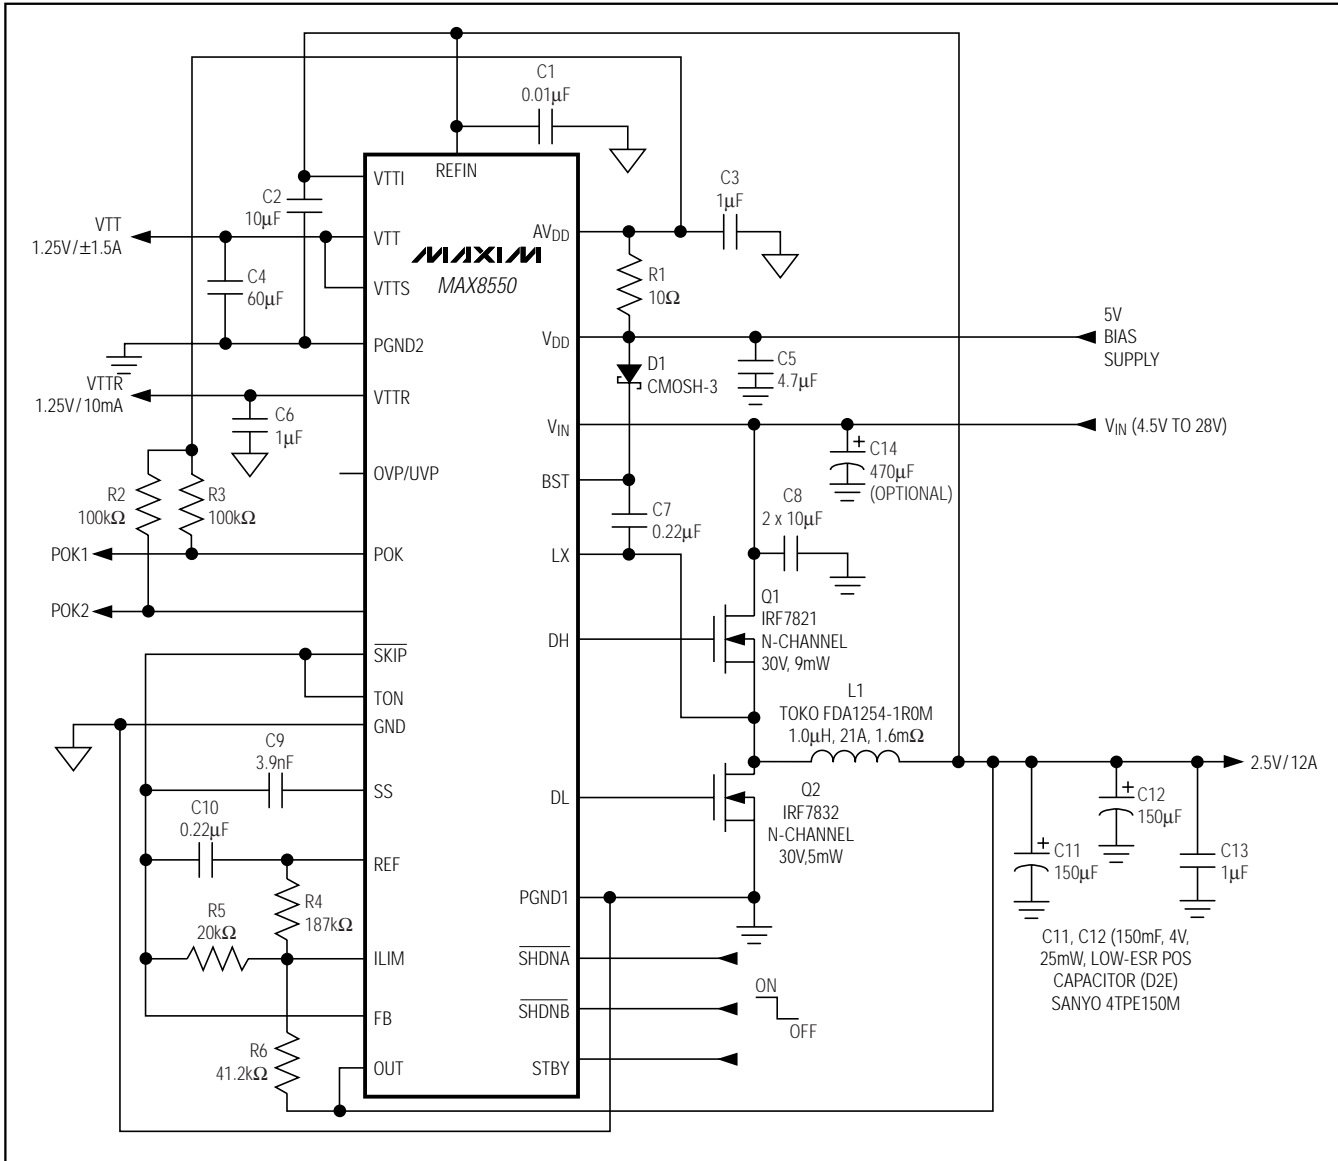 C1
0.01µF
REFIN
VTTI
C2
10µF
C3
1µF
VTT
1.25V/±1.5A
VTT
AVDD
MAXIM
MAX8550
C4
60µF
VTTS
R1
10Ω
PGND2
VDD
5V
BIAS
SUPPLY
D1
CMOSH-3
C5
4.7µF
VTTR
1.25V/10mA
VTTR
C6
1µF
VIN
VIN (4.5V TO 28V)
C14
470µF
(OPTIONAL)
OVP/UVP
BST
R2
100kΩ
R3
100kΩ
C7
0.22µF
C8
2 x 10µF
POK1
POK
LX
POK2
Q1
IRF7821
N-CHANNEL
30V, 9mW
DH
SKIP
TON
GND
L1
TOKO FDA1254-1R0M
1.0µH, 21A, 1.6mΩ
C9
3.9nF
2.5V/12A
SS
DL
Q2
IRF7832
N-CHANNEL
30V,5mW
C12
150µF
C10
0.22µF
REF
C11
150µF
C13
1µF
R4
187kΩ
PGND1
R5
20kΩ
ILIM
SHDNA
C11, C12 (150mF, 4V,
25mW, LOW-ESR POS
CAPACITOR (D2E)
SANYO 4TPE150M
ON
OFF
SHDNB
FB
R6
41.2kΩ
OUT
STBY